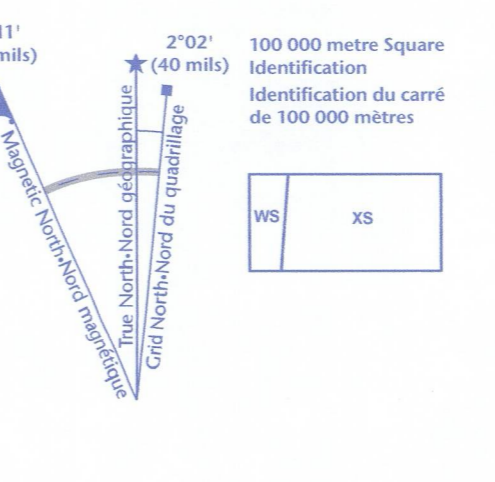 11'
mils)
2°02'
(40 mils)
100 000 metre Square
Identification
Identification du carré
de 100 000 mètres
Magnetic North•Nord magnétique
True North•Nord géographique
Grid North•Nord du quadrillage
WS
XS